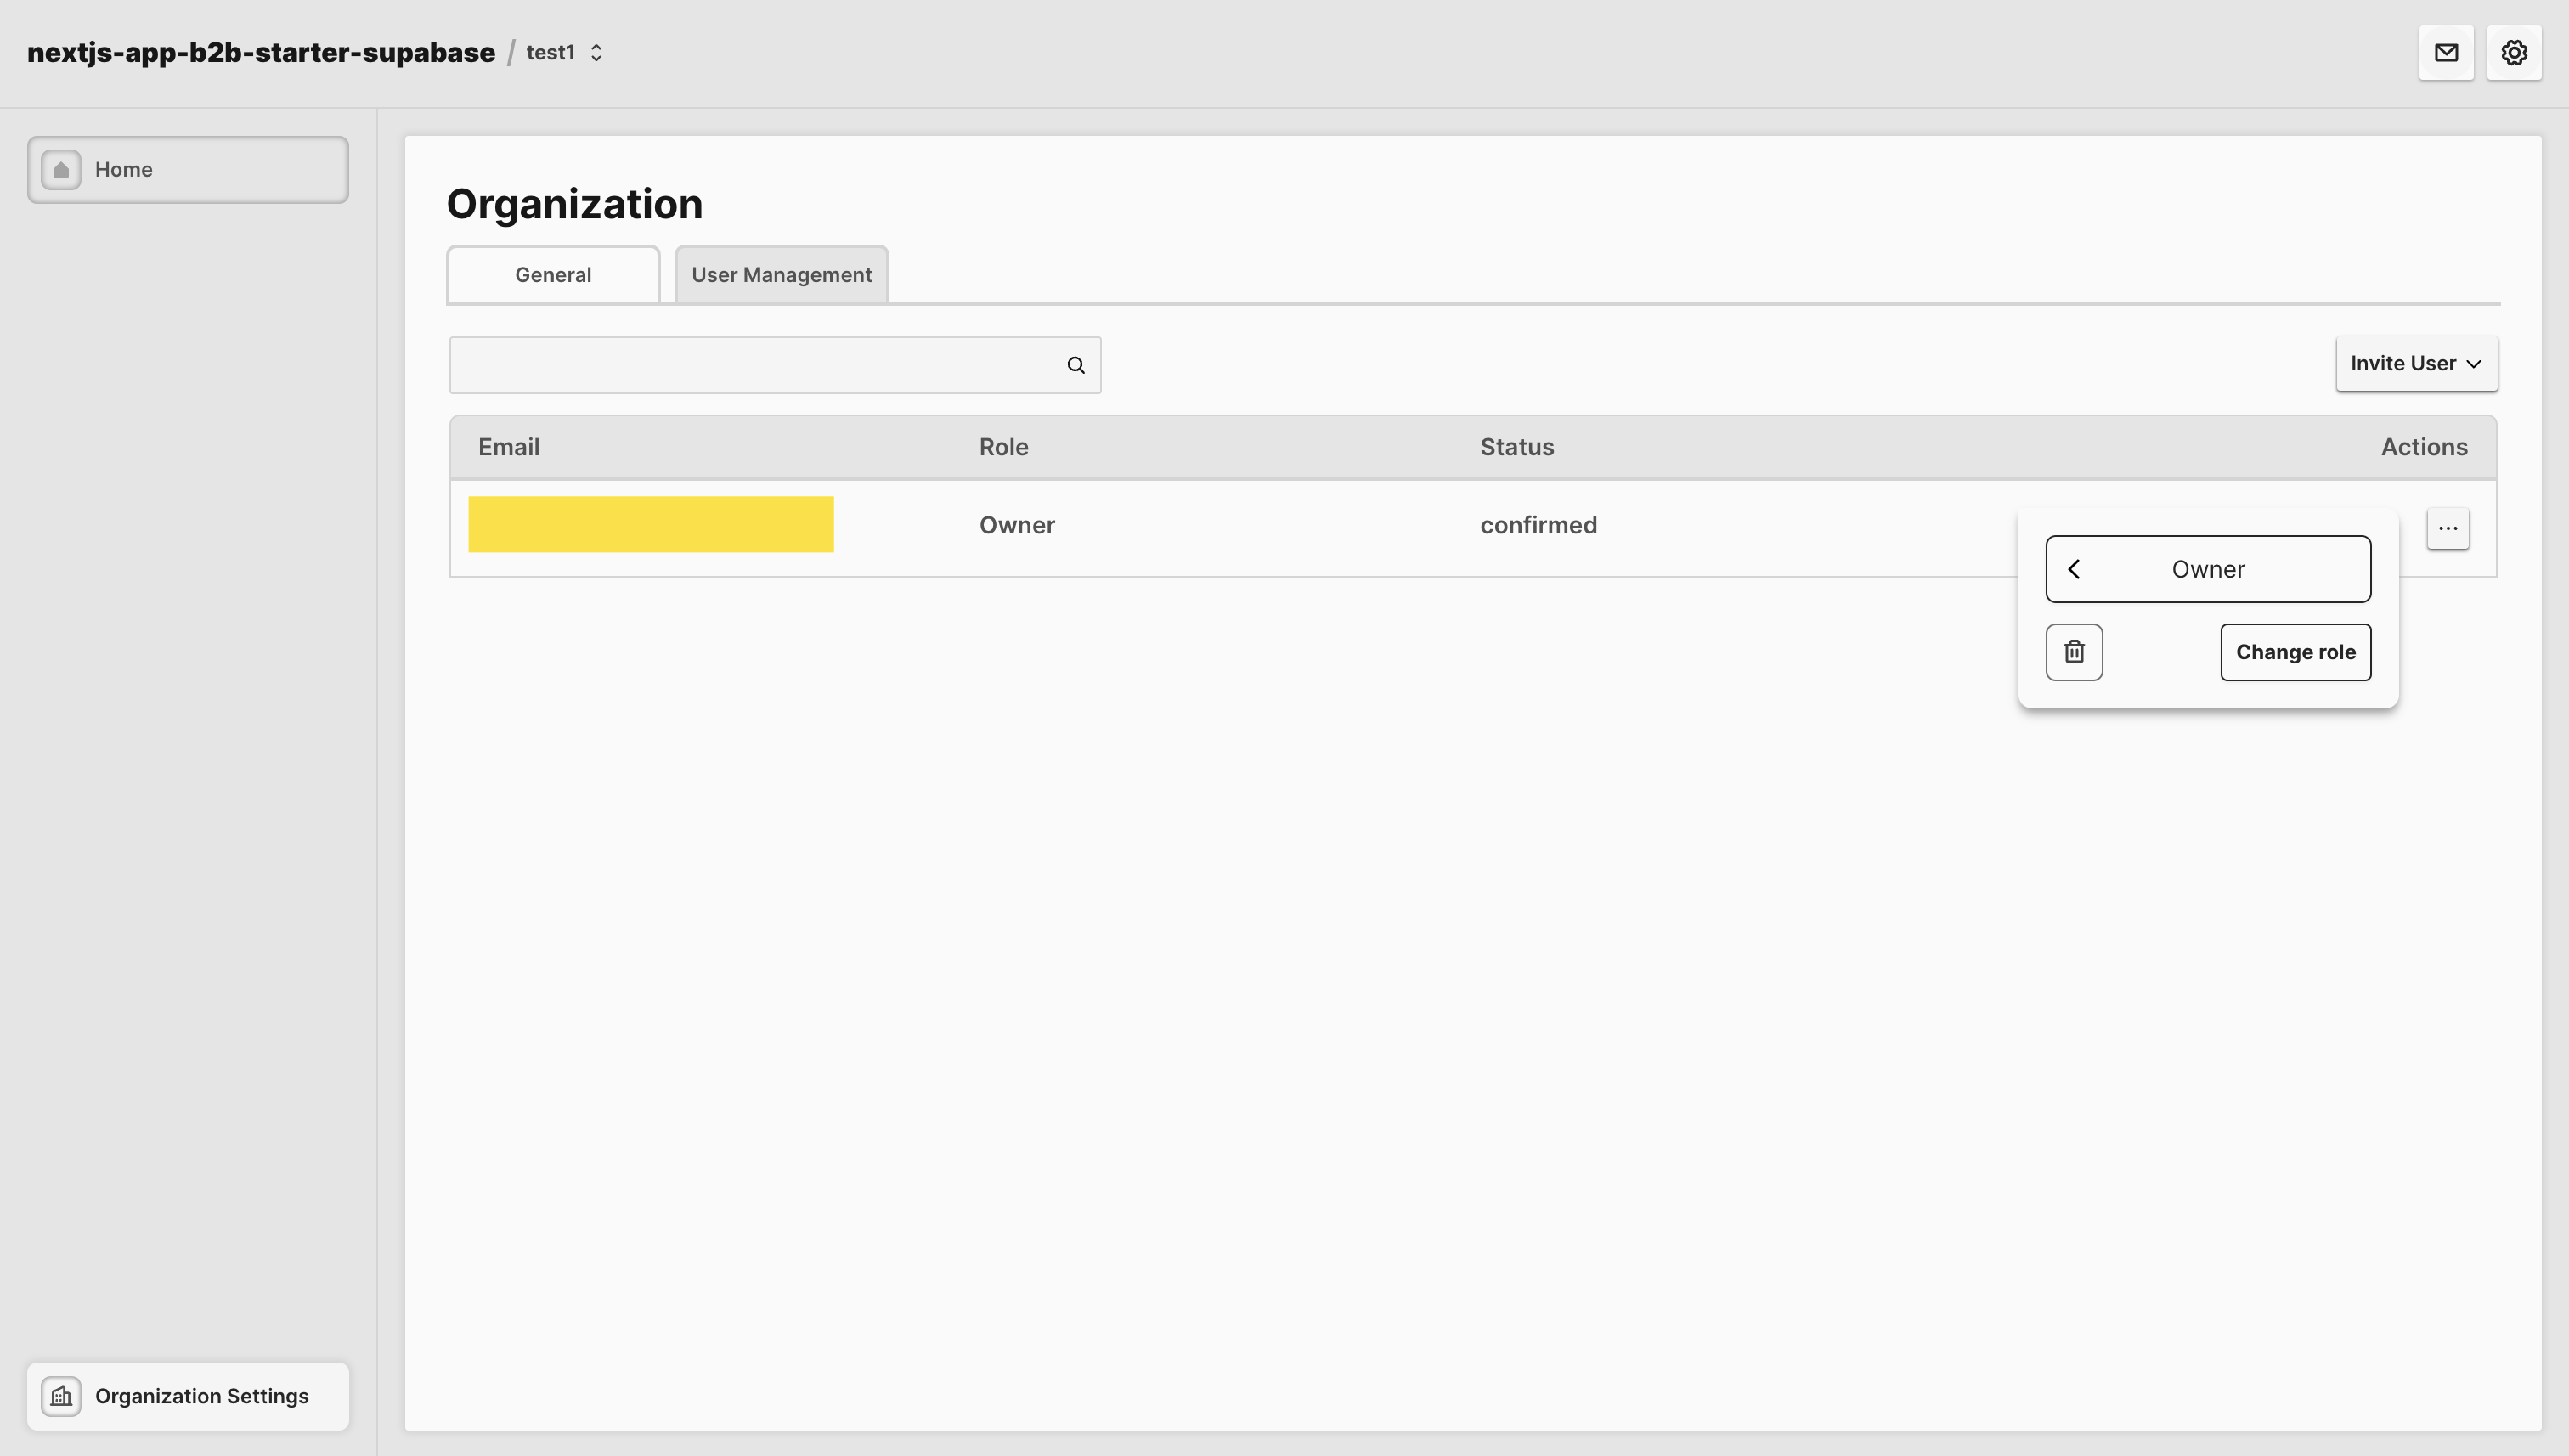 nextjs-app-b2b-starter-supabase / test1
Home
Organization
General User Management
Invite User
Email Role Status Actions
Owner confirmed ...
Owner
Change role
Organization Settings